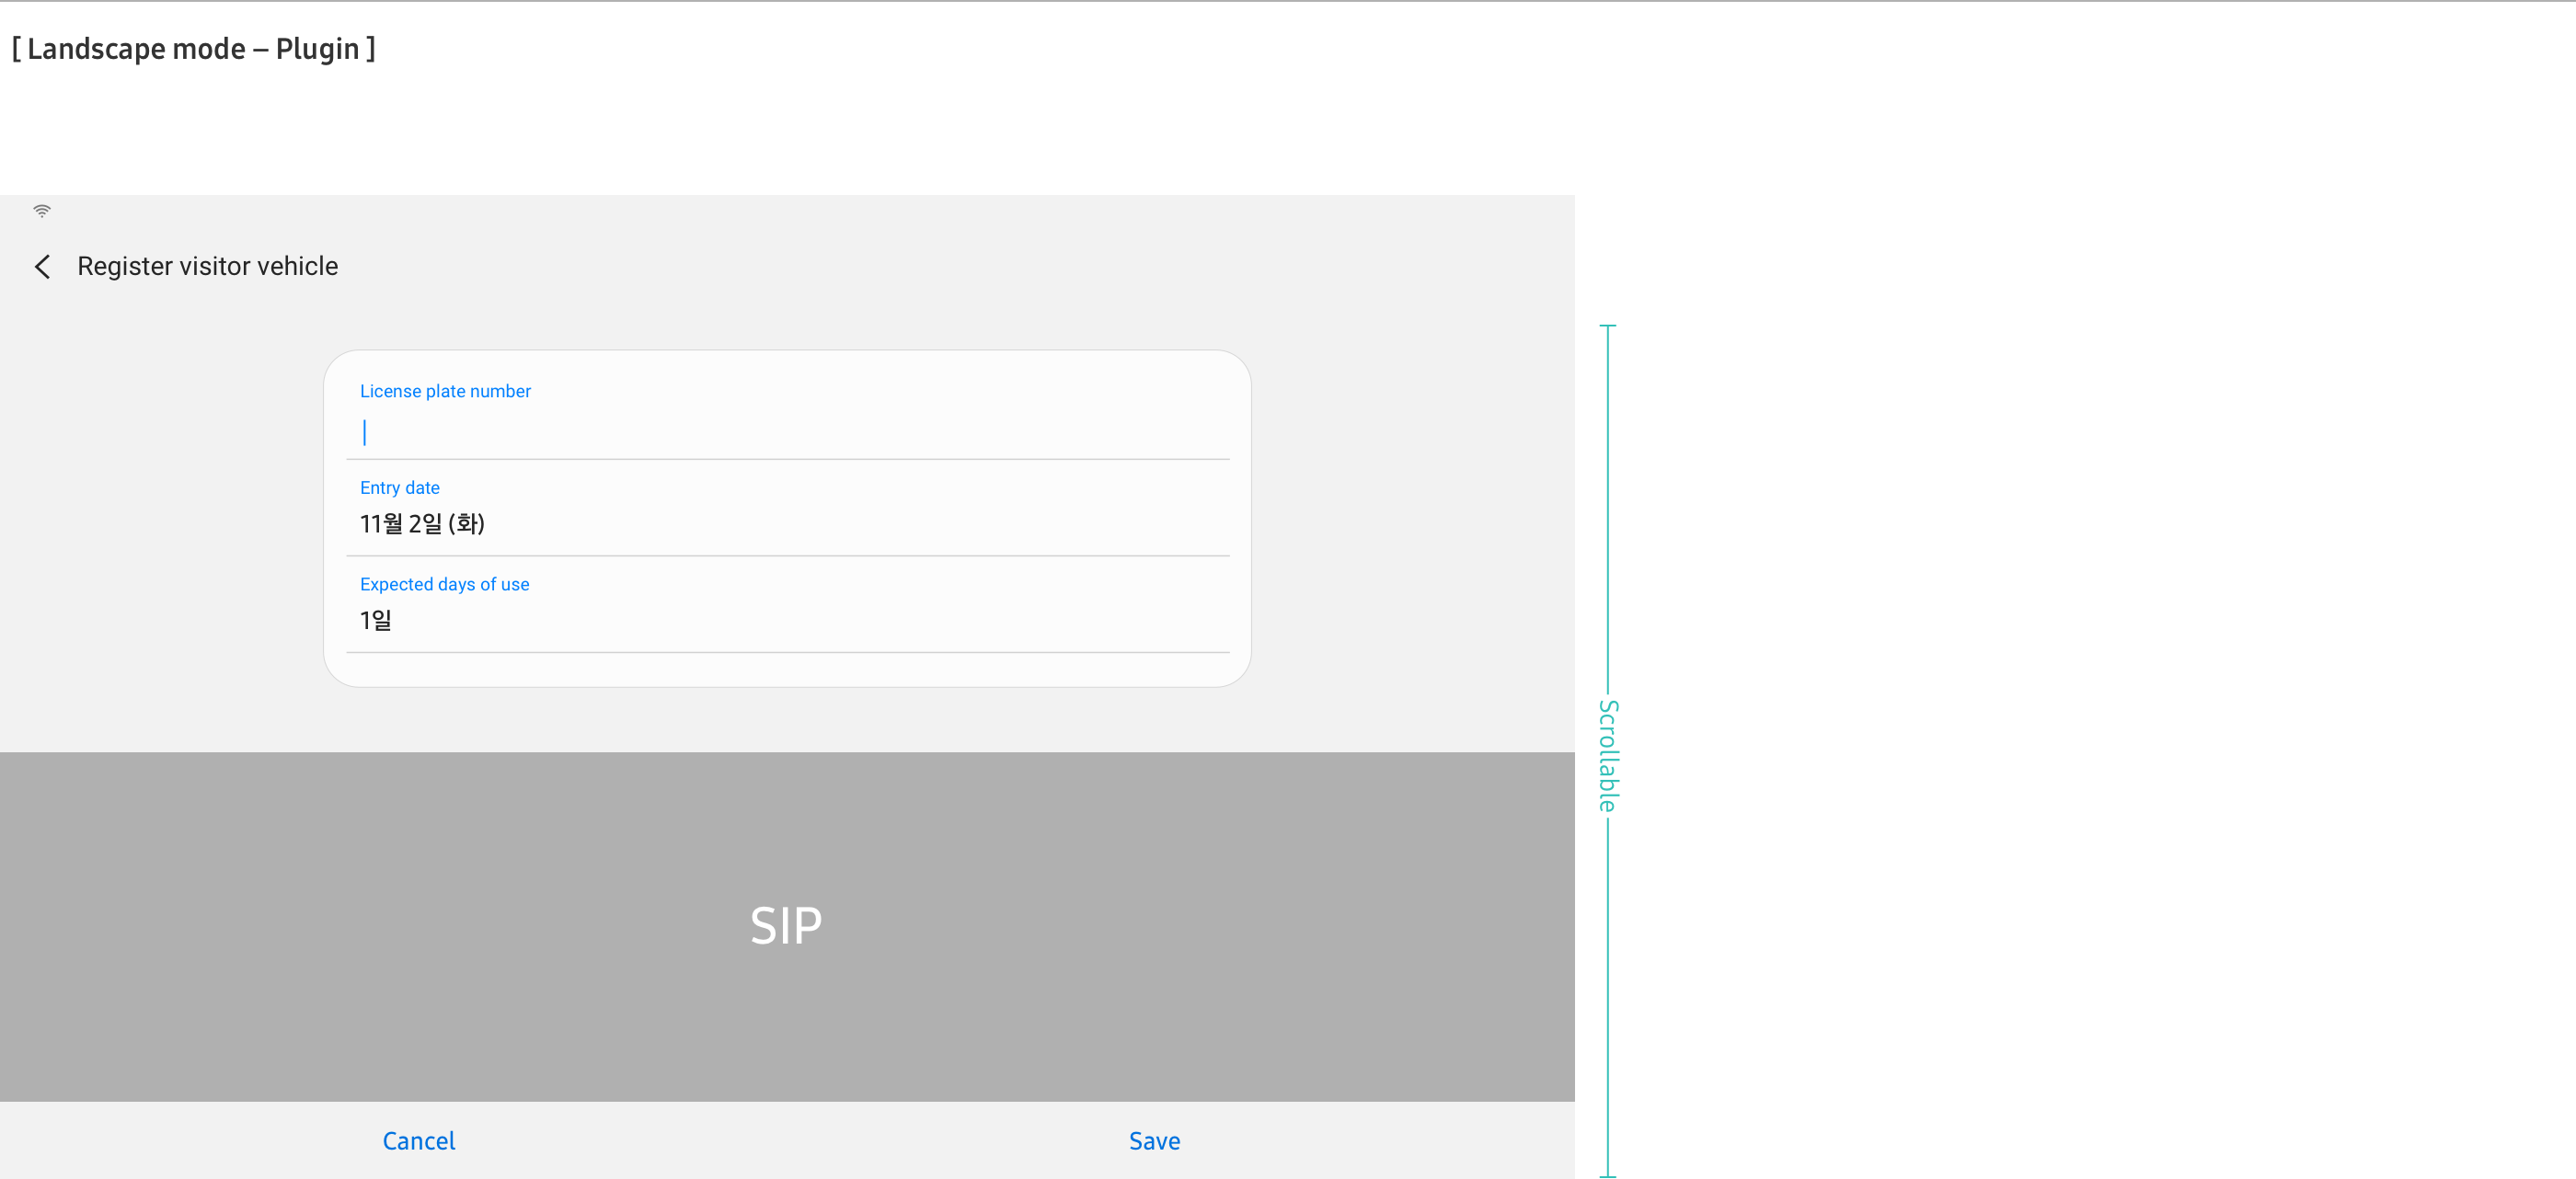 [ Landscape mode – Plugin ]
Register visitor vehicle
License plate number
Entry date
11월 2일 (화)
Expected days of use
1일
Scrollable
SIP
Cancel
Save